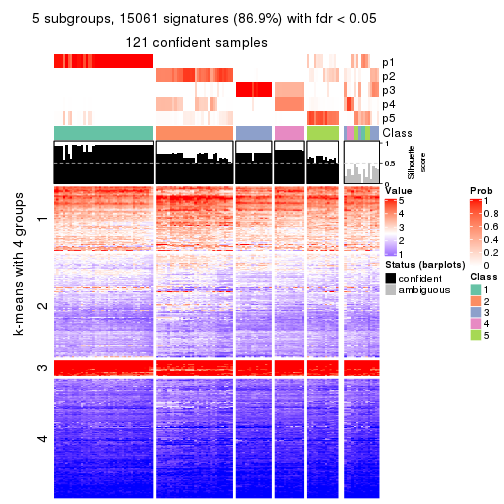 5 subgroups, 15061 signatures (86.9%) with fdr < 0.05
121 confident samples
p1
p2
p3
p4
p5
Class
1
0.5
0
Silhouette
score
k-means with 4 groups
1
2
3
4
Value
5
4
3
2
1
Status (barplots)
confident
ambiguous
Prob
1
0.8
0.6
0.4
0.2
0
Class
1
2
3
4
5